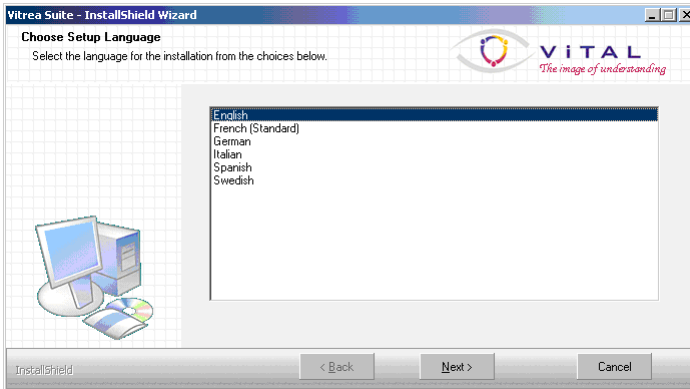 Vitrea Suite - InstallShield Wizard
Choose Setup Language
Select the language for the installation from the choices below.
ViTAL
The image of understanding
English
French (Standard)
German
Italian
Spanish
Swedish
InstallShield
< Back
Next >
Cancel